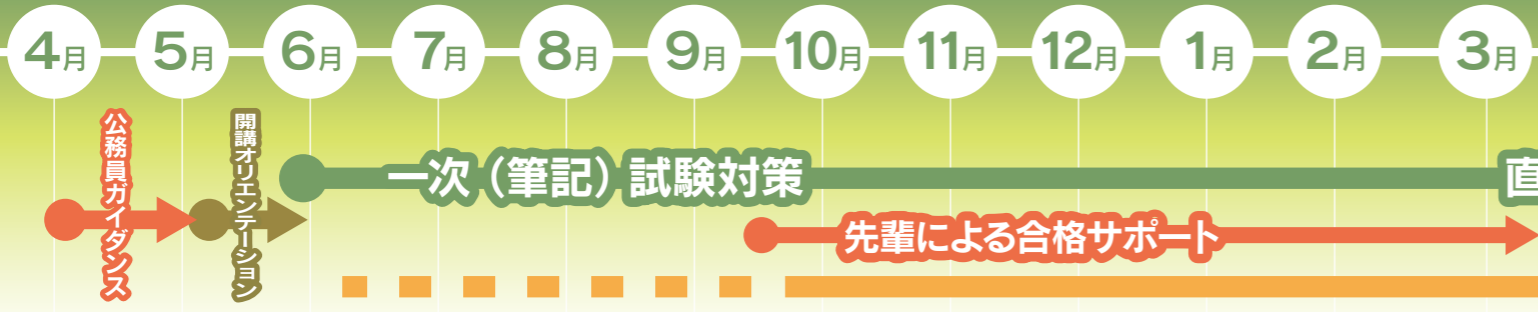 4月 5月 6月 7月 8月 9月 10月 11月 12月 1月 2月 3月
公務員ガイダンス
開講オリエンテーション
一次（筆記）試験対策
直
先輩による合格サポート